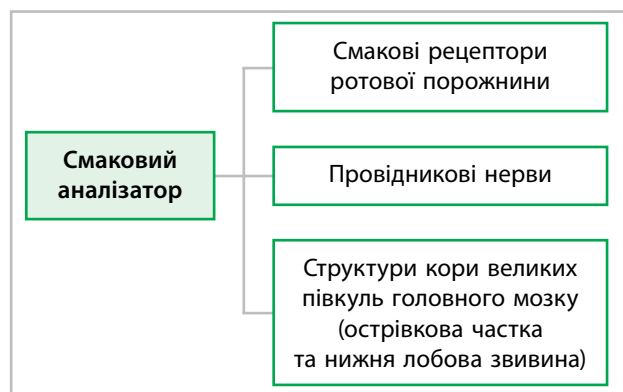 Смакові рецептори
ротової порожнини
Смаковий
аналізатор
Провідникові нерви
Структури кори великих
півкуль головного мозку
(острівкова частка
та нижня лобова звивина)